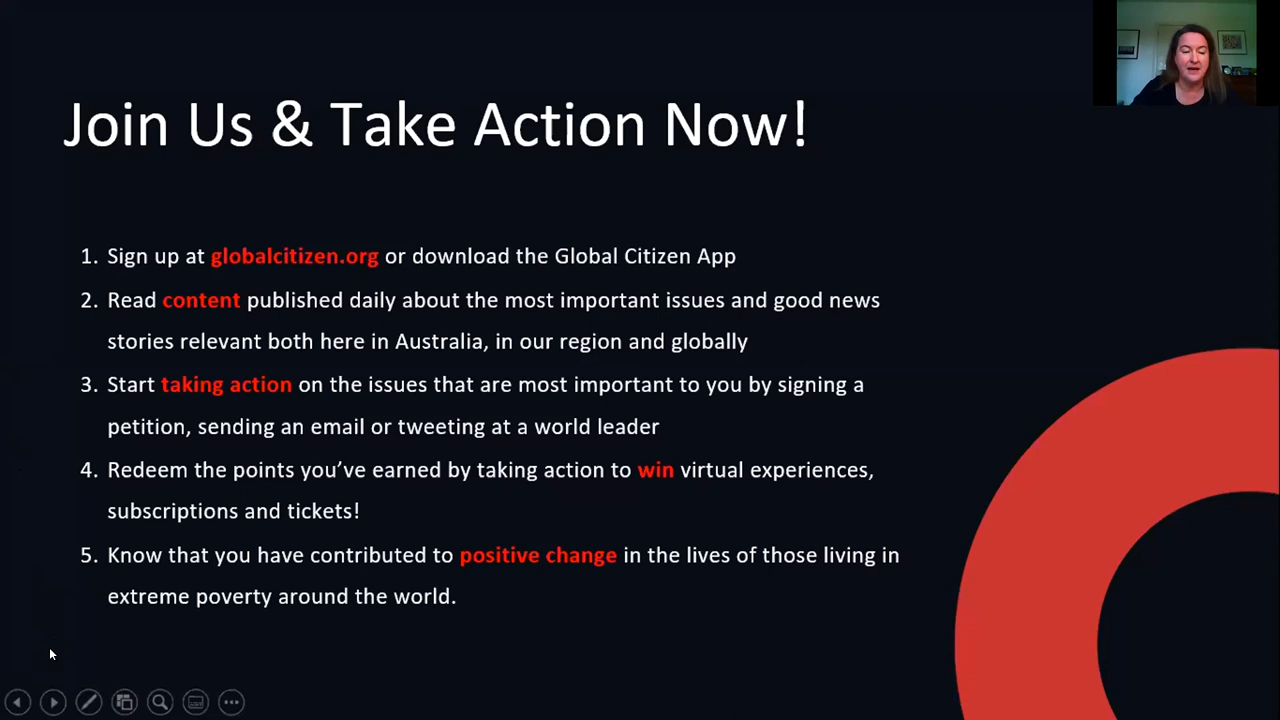 Join Us & Take Action Now!
1. Sign up at globalcitizen.org or download the Global Citizen App
2. Read content published daily about the most important issues and good news
stories relevant both here in Australia, in our region and globally
3. Start taking action on the issues that are most important to you by signing a
petition, sending an email or tweeting at a world leader
4. Redeem the points you’ve earned by taking action to win virtual experiences,
subscriptions and tickets!
5. Know that you have contributed to positive change in the lives of those living in
extreme poverty around the world.